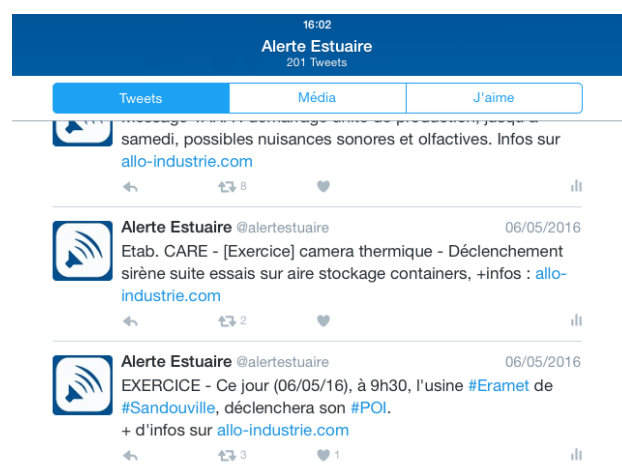 16:02
Alerte Estuaire
201 Tweets
Tweets Média J'aime
samedi, possibles nuisances sonores et olfactives. Infos sur
allo-industrie.com
8
Alerte Estuaire @alertestuaire 06/05/2016
Etab. CARE - [Exercice] camera thermique - Déclenchement
sirène suite essais sur aire stockage containers, +infos : allo-
industrie.com
2
Alerte Estuaire @alertestuaire 06/05/2016
EXERCICE - Ce jour (06/05/16), à 9h30, l'usine #Eramet de
#Sandouville, déclenchera son #POI.
+ d'infos sur allo-industrie.com
3 1